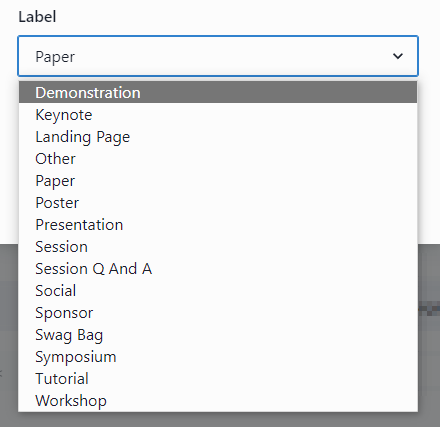 Label
Paper
Demonstration
Keynote
Landing Page
Other
Paper
Poster
Presentation
Session
Session Q And A
Social
Sponsor
Swag Bag
Symposium
Tutorial
Workshop